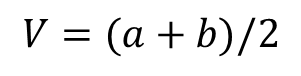 V = (a + b)/2